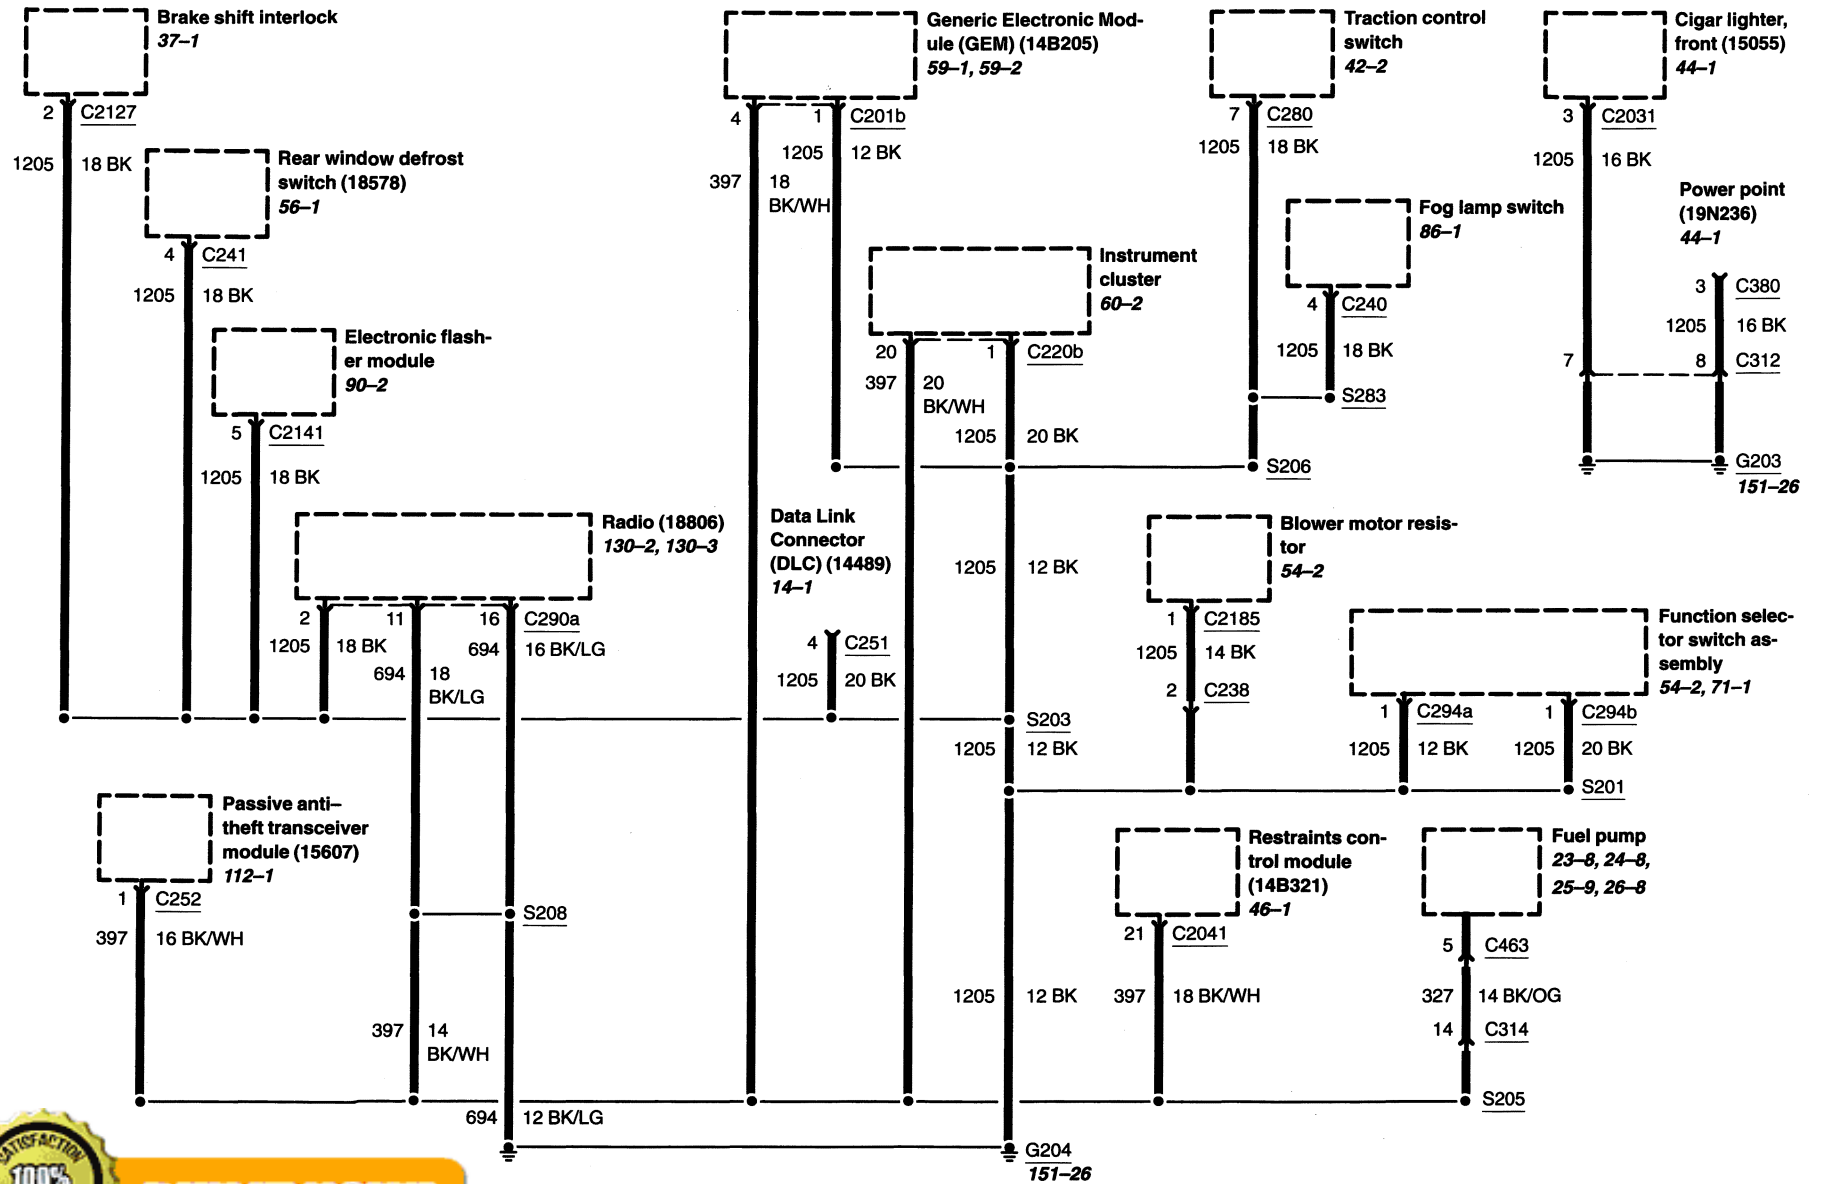 Brake shift interlock
37–1
2 C2127
1205 18 BK
Rear window defrost
switch (18578)
56–1
4 C241
1205 18 BK
Electronic flash-
er module
90–2
5 C2141
1205 18 BK
Radio (18806)
130–2, 130–3
2 11 16 C290a
1205 18 BK
694 18
BK/LG
694 16 BK/LG
Passive anti–
theft transceiver
module (15607)
112–1
1 C252
397 16 BK/WH
S208
397 14
BK/WH
694 12 BK/LG
Generic Electronic Mod-
ule (GEM) (14B205)
59–1, 59–2
4 1 C201b
1205 12 BK
397 18
BK/WH
Instrument
cluster
60–2
20 1 C220b
397 20
BK/WH
1205 20 BK
Data Link
Connector
(DLC) (14489)
14–1
4 C251
1205 20 BK
1205 12 BK
S203
1205 12 BK
1205 12 BK
G204
151–26
Traction control
switch
42–2
7 C280
1205 18 BK
Fog lamp switch
86–1
4 C240
1205 18 BK
S283
S206
Cigar lighter,
front (15055)
44–1
3 C2031
1205 16 BK
Power point
(19N236)
44–1
3 C380
1205 16 BK
7 8 C312
G203
151–26
Blower motor resis-
tor
54–2
1 C2185
1205 14 BK
2 C238
Function selec-
tor switch as-
sembly
54–2, 71–1
1 C294a
1205 12 BK
1 C294b
1205 20 BK
S201
Restraints con-
trol module
(14B321)
46–1
21 C2041
397 18 BK/WH
Fuel pump
23–8, 24–8,
25–9, 26–8
5 C463
327 14 BK/OG
14 C314
S205
SATISFACTION
100%